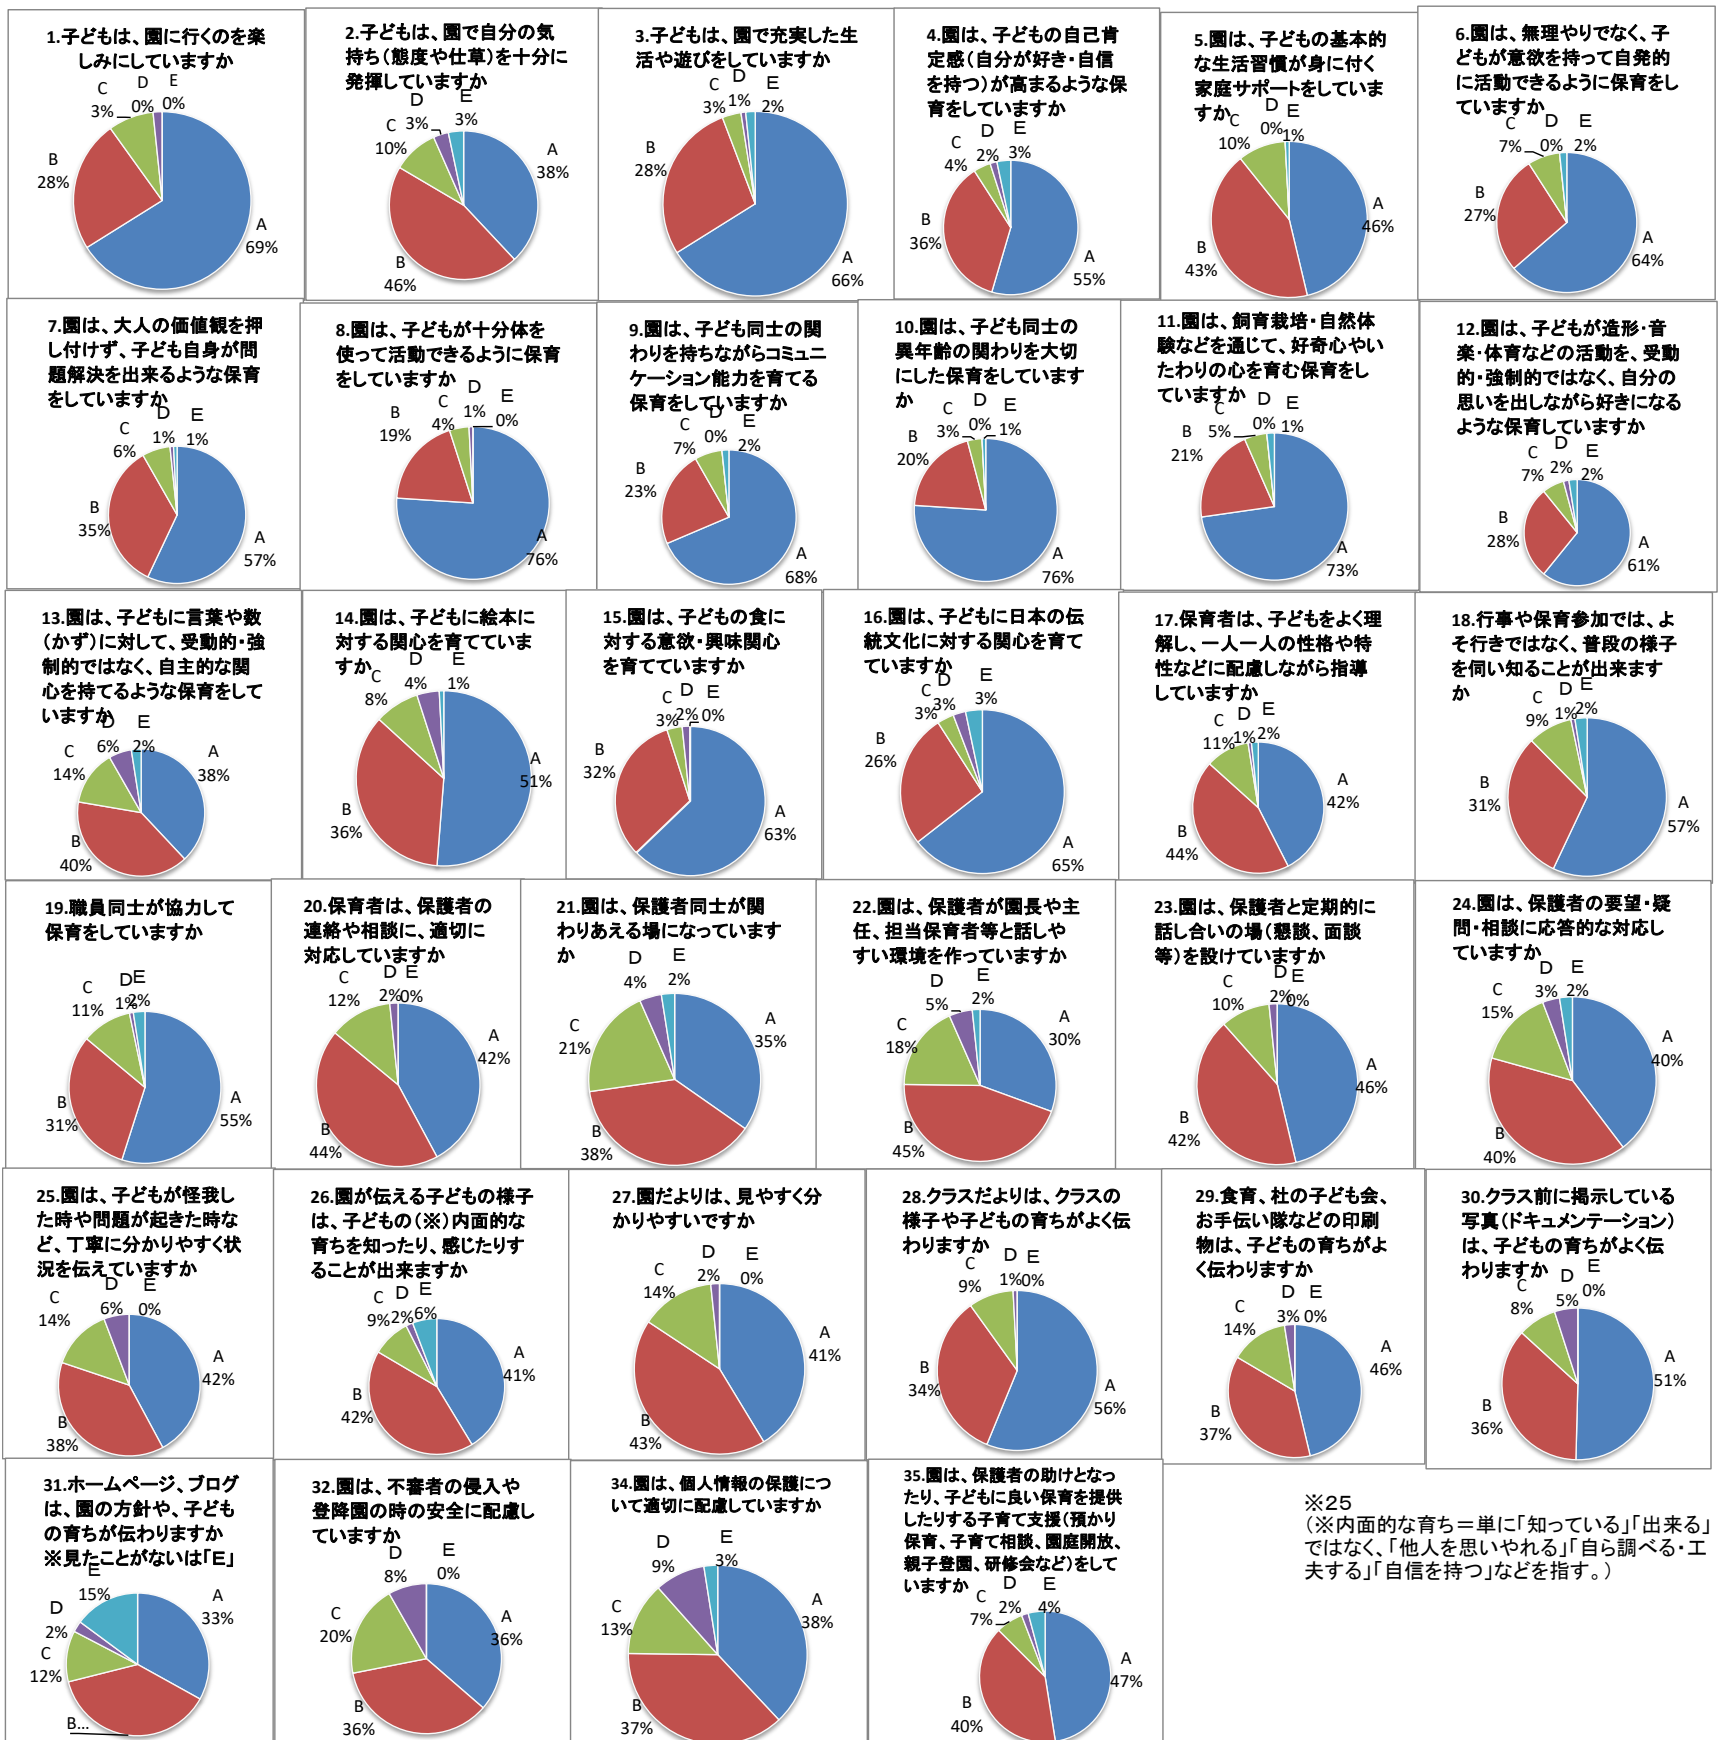 1.子どもは、園に行くのを楽
しみにしていますか
A
69%
B
28%
C
3%
D
0%
E
0%
2.子どもは、園で自分の気
持ち(態度や仕草)を十分に
発揮していますか
A
38%
B
46%
C
10%
D
3%
E
3%
3.子どもは、園で充実した生
活や遊びをしていますか
A
66%
B
28%
C
3%
D
1%
E
2%
4.園は、子どもの自己肯
定感(自分が好き・自信
を持つ)が高まるような保
育をしていますか
A
55%
B
36%
C
4%
D
2%
E
3%
5.園は、子どもの基本的
な生活習慣が身に付く
家庭サポートをしていま
すか
A
46%
B
43%
C
10%
D
0%
E
1%
6.園は、無理やりでなく、子
どもが意欲を持って自発的
に活動できるように保育をし
ていますか
A
64%
B
27%
C
7%
D
0%
E
2%
7.園は、大人の価値観を押
し付けず、子ども自身が問
題解決を出来るような保育
をしていますか
A
57%
B
35%
C
6%
D
1%
E
1%
8.園は、子どもが十分体を
使って活動できるように保育
をしていますか
A
76%
B
19%
C
4%
D
1%
E
0%
9.園は、子ども同士の関
わりを持ちながらコミュニ
ケーション能力を育てる
保育をしていますか
A
68%
B
23%
C
7%
D
0%
E
2%
10.園は、子ども同士の
異年齢の関わりを大切
にした保育をしています
か
A
76%
B
20%
C
3%
D
0%
E
1%
11.園は、飼育栽培・自然体
験などを通じて、好奇心やい
たわりの心を育む保育をし
ていますか
A
73%
B
21%
C
5%
D
0%
E
1%
12.園は、子どもが造形・音
楽・体育などの活動を、受動
的・強制的ではなく、自分の
思いを出しながら好きになる
ような保育していますか
A
61%
B
28%
C
7%
D
2%
E
2%
13.園は、子どもに言葉や数
(かず)に対して、受動的・強
制的ではなく、自主的な関
心を持てるような保育をして
いますか
A
38%
B
40%
C
14%
D
6%
E
2%
14.園は、子どもに絵本に
対する関心を育てていま
すか
A
51%
B
36%
C
8%
D
4%
E
1%
15.園は、子どもの食に
対する意欲・興味関心
を育てていますか
A
63%
B
32%
C
3%
D
2%
E
0%
16.園は、子どもに日本の伝
統文化に対する関心を育て
ていますか
A
65%
B
26%
C
3%
D
3%
E
3%
17.保育者は、子どもをよく理
解し、一人一人の性格や特
性などに配慮しながら指導
していますか
A
42%
B
44%
C
11%
D
1%
E
2%
18.行事や保育参加では、よ
そ行きではなく、普段の様子
を伺い知ることが出来ます
か
A
57%
B
31%
C
9%
D
1%
E
2%
19.職員同士が協力して
保育をしていますか
A
55%
B
31%
C
11%
D
1%
E
2%
20.保育者は、保護者の
連絡や相談に、適切に
対応していますか
A
42%
B
44%
C
12%
D
2%
E
0%
21.園は、保護者同士が関
わりあえる場になっています
か
A
35%
B
38%
C
21%
D
4%
E
2%
22.園は、保護者が園長や主
任、担当保育者等と話しや
すい環境を作っていますか
A
30%
B
45%
C
18%
D
5%
E
2%
23.園は、保護者と定期的に
話し合いの場(懇談、面談
等)を設けていますか
A
46%
B
42%
C
10%
D
2%
E
0%
24.園は、保護者の要望・疑
問・相談に応答的な対応し
ていますか
A
40%
B
40%
C
15%
D
3%
E
2%
25.園は、子どもが怪我し
た時や問題が起きた時な
ど、丁寧に分かりやすく状
況を伝えていますか
A
42%
B
38%
C
14%
D
6%
E
0%
26.園が伝える子どもの様子
は、子どもの(※)内面的な
育ちを知ったり、感じたりす
ることが出来ますか
A
41%
B
42%
C
9%
D
2%
E
6%
27.園だよりは、見やすく分
かりやすいですか
A
41%
B
43%
C
14%
D
2%
E
0%
28.クラスだよりは、クラスの
様子や子どもの育ちがよく伝
わりますか
A
56%
B
34%
C
9%
D
1%
E
0%
29.食育、杜の子ども会、
お手伝い隊などの印刷
物は、子どもの育ちがよ
く伝わりますか
A
46%
B
37%
C
14%
D
3%
E
0%
30.クラス前に掲示している
写真(ドキュメンテーション)
は、子どもの育ちがよく伝
わりますか
A
51%
B
36%
C
8%
D
5%
E
0%
31.ホームページ、ブログ
は、園の方針や、子ども
の育ちが伝わりますか
※見たことがないは「E」
A
33%
B...
C
12%
D
2%
E
15%
32.園は、不審者の侵入や
登降園の時の安全に配慮し
ていますか
A
36%
B
36%
C
20%
D
8%
E
0%
34.園は、個人情報の保護につ
いて適切に配慮していますか
A
38%
B
37%
C
13%
D
9%
E
3%
35.園は、保護者の助けとなっ
たり、子どもに良い保育を提供
したりする子育て支援(預かり
保育、子育て相談、園庭開放、
親子登園、研修会など)をして
いますか
A
47%
B
40%
C
7%
D
2%
E
4%
※25
(※内面的な育ち=単に「知っている」「出来る」
ではなく、「他人を思いやれる」「自ら調べる・工
夫する」「自信を持つ」などを指す。)